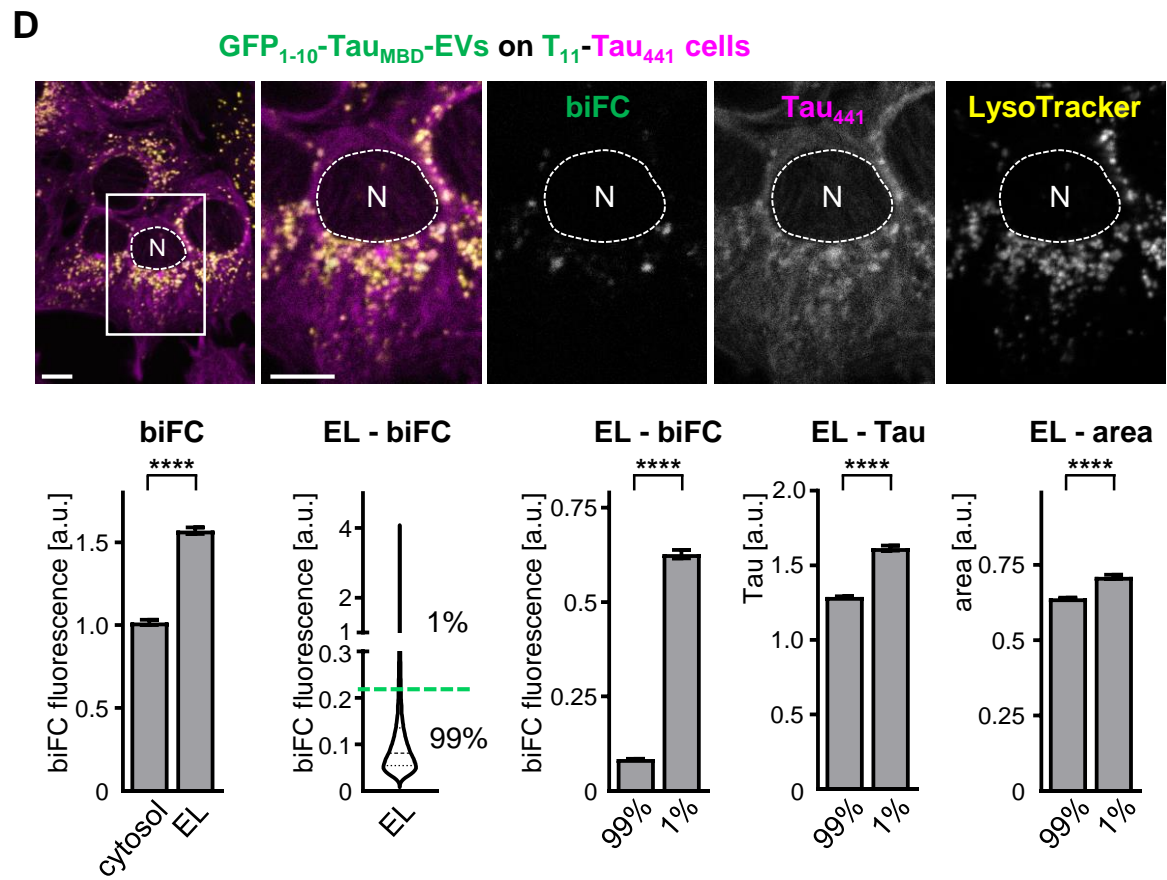 D
GFP1-10-TauMBD-EVs on T11-Tau441 cells
biFC
Tau441
LysoTracker
N
N
N
N
N
biFC
EL - biFC
EL - biFC
EL - Tau
EL - area
****
****
****
****
biFC fluorescence [a.u.]
1.5
1.0
0.5
0
cytosol
EL
biFC fluorescence [a.u.]
4
2
1
0.3
0.2
0.1
0
1%
99%
EL
biFC fluorescence [a.u.]
0.75
0.5
0.25
0
99%
1%
Tau [a.u.]
2.0
1.5
1.0
0.5
0
99%
1%
area [a.u.]
0.75
0.5
0.25
0
99%
1%